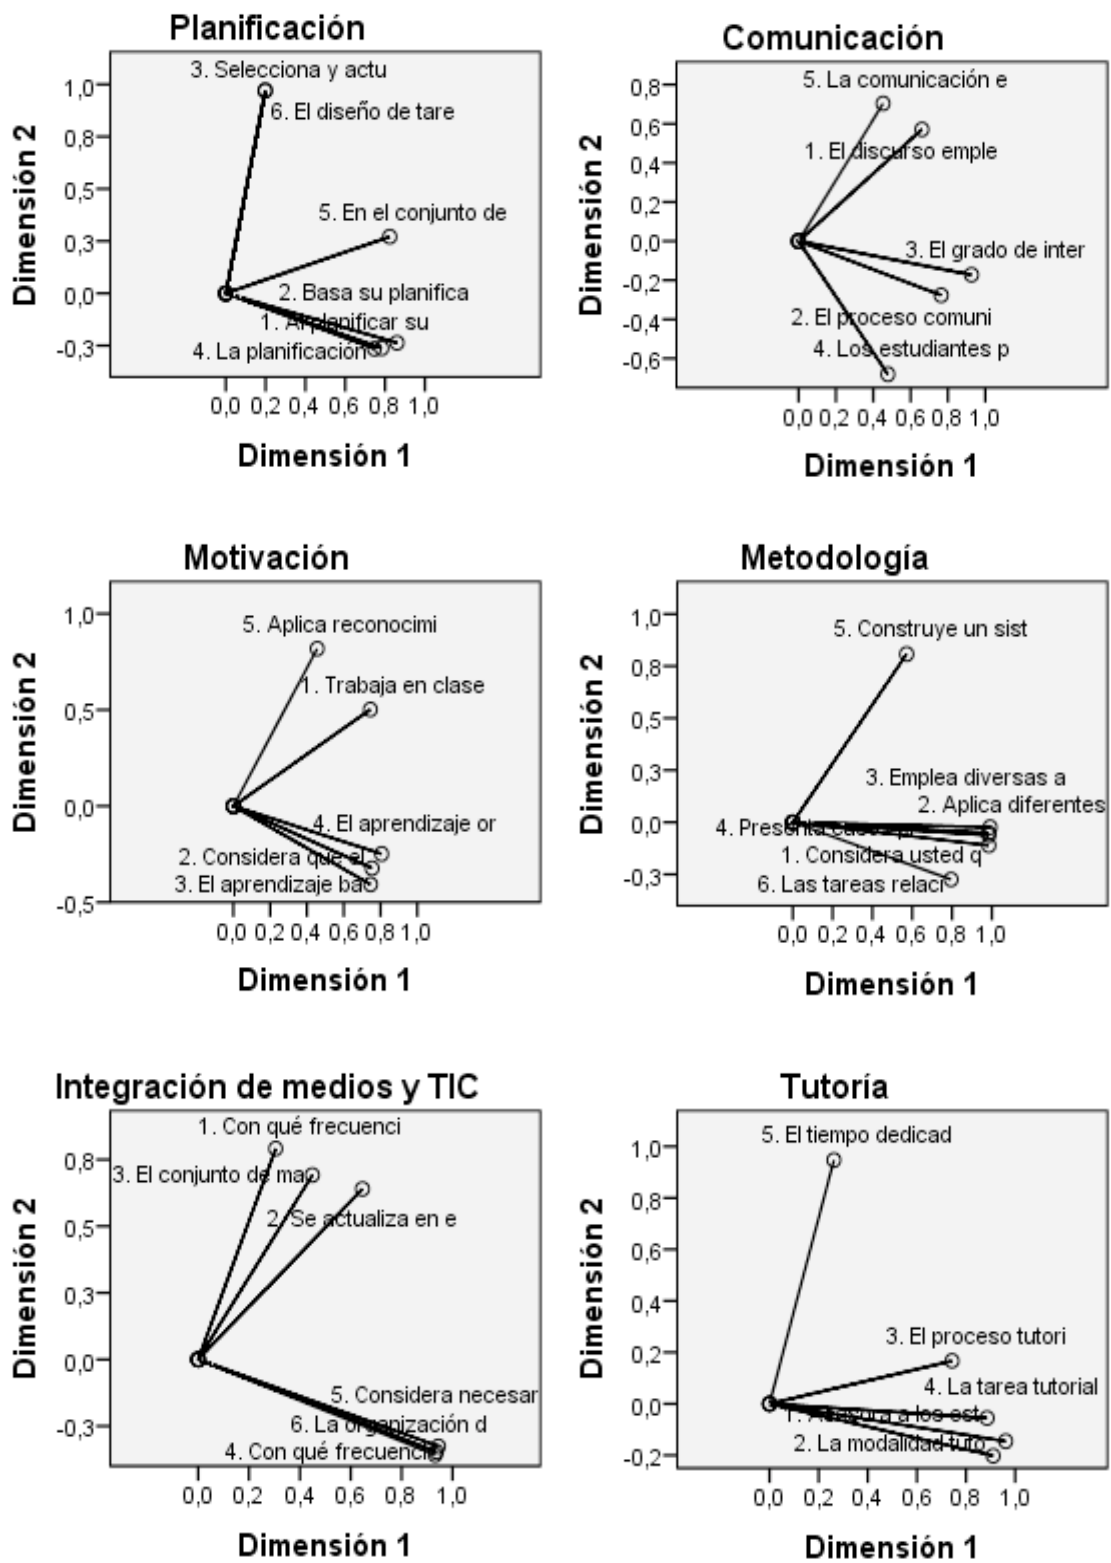 Planificación
3. Selecciona y actu
6. El diseño de tare
5. En el conjunto de
2. Basa su planifica
1. Al planificar su
4. La planificación
1,0
0,8
0,5
0,3
0,0
-0,3
Dimensión 2
0,0 0,2 0,4 0,6 0,8 1,0
Dimensión 1
Comunicación
5. La comunicación e
1. El discurso emple
3. El grado de inter
2. El proceso comuni
4. Los estudiantes p
0,8
0,6
0,4
0,2
0,0
-0,2
-0,4
-0,6
Dimensión 2
0,0 0,2 0,4 0,6 0,8 1,0
Dimensión 1
Motivación
5. Aplica reconocimi
1. Trabaja en clase
4. El aprendizaje or
2. Considera que el
3. El aprendizaje ba
1,0
0,5
0,0
-0,5
Dimensión 2
0,0 0,2 0,4 0,6 0,8 1,0
Dimensión 1
Metodología
5. Construye un sist
3. Emplea diversas a
2. Aplica diferentes
4. Presenta
1. Considera usted q
6. Las tareas relaci
1,0
0,8
0,5
0,3
0,0
-0,3
Dimensión 2
0,0 0,2 0,4 0,6 0,8 1,0
Dimensión 1
Integración de medios y TIC
1. Con qué frecuenci
3. El conjunto de ma
2. Se actualiza en e
5. Considera necesar
6. La organización d
4. Con qué frecuenci
0,8
0,5
0,3
0,0
-0,3
Dimensión 2
0,0 0,2 0,4 0,6 0,8 1,0
Dimensión 1
Tutoría
5. El tiempo dedicad
3. El proceso tutori
4. La tarea tutorial
1. Asesora a los est
2. La modalidad tuto
1,0
0,8
0,6
0,4
0,2
0,0
-0,2
Dimensión 2
0,0 0,2 0,4 0,6 0,8 1,0
Dimensión 1